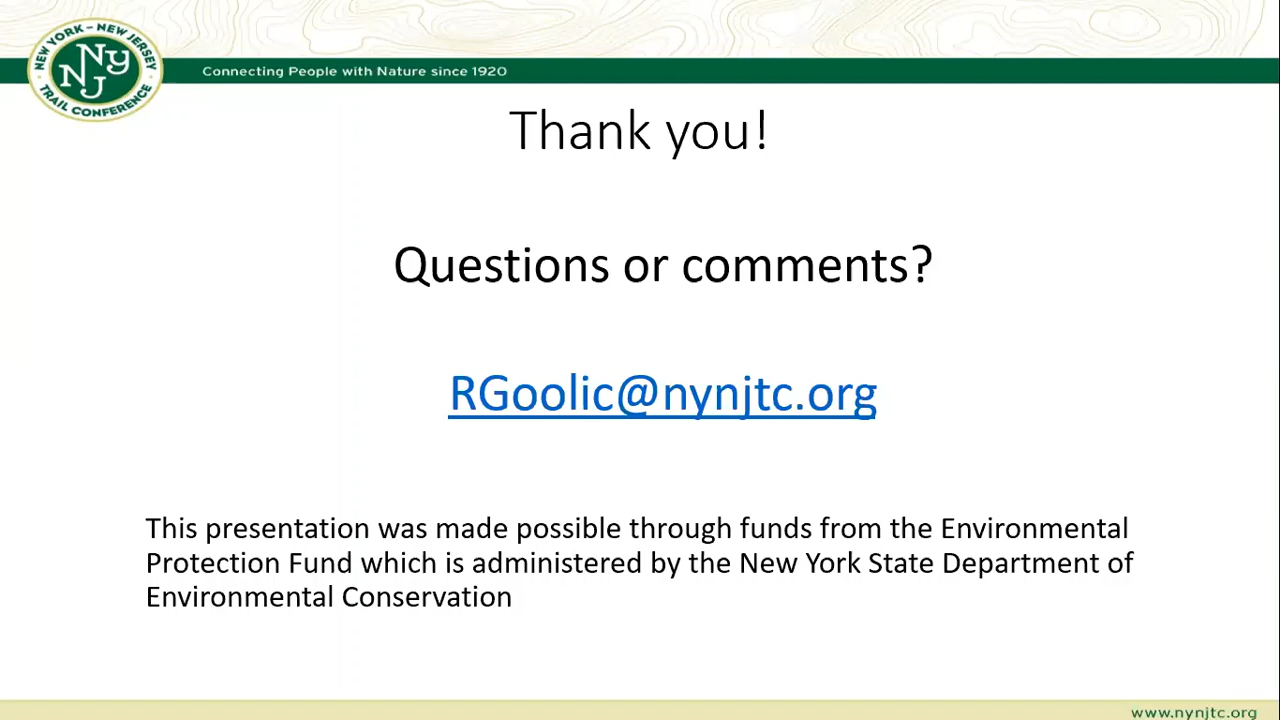 NEW YORK - NEW JERSEY
NY
NJ
TRAIL CONFERENCE
Connecting People with Nature since 1920
Thank you!
Questions or comments?
RGoolic@nynjtc.org
This presentation was made possible through funds from the Environmental
Protection Fund which is administered by the New York State Department of
Environmental Conservation
www.nynjtc.org